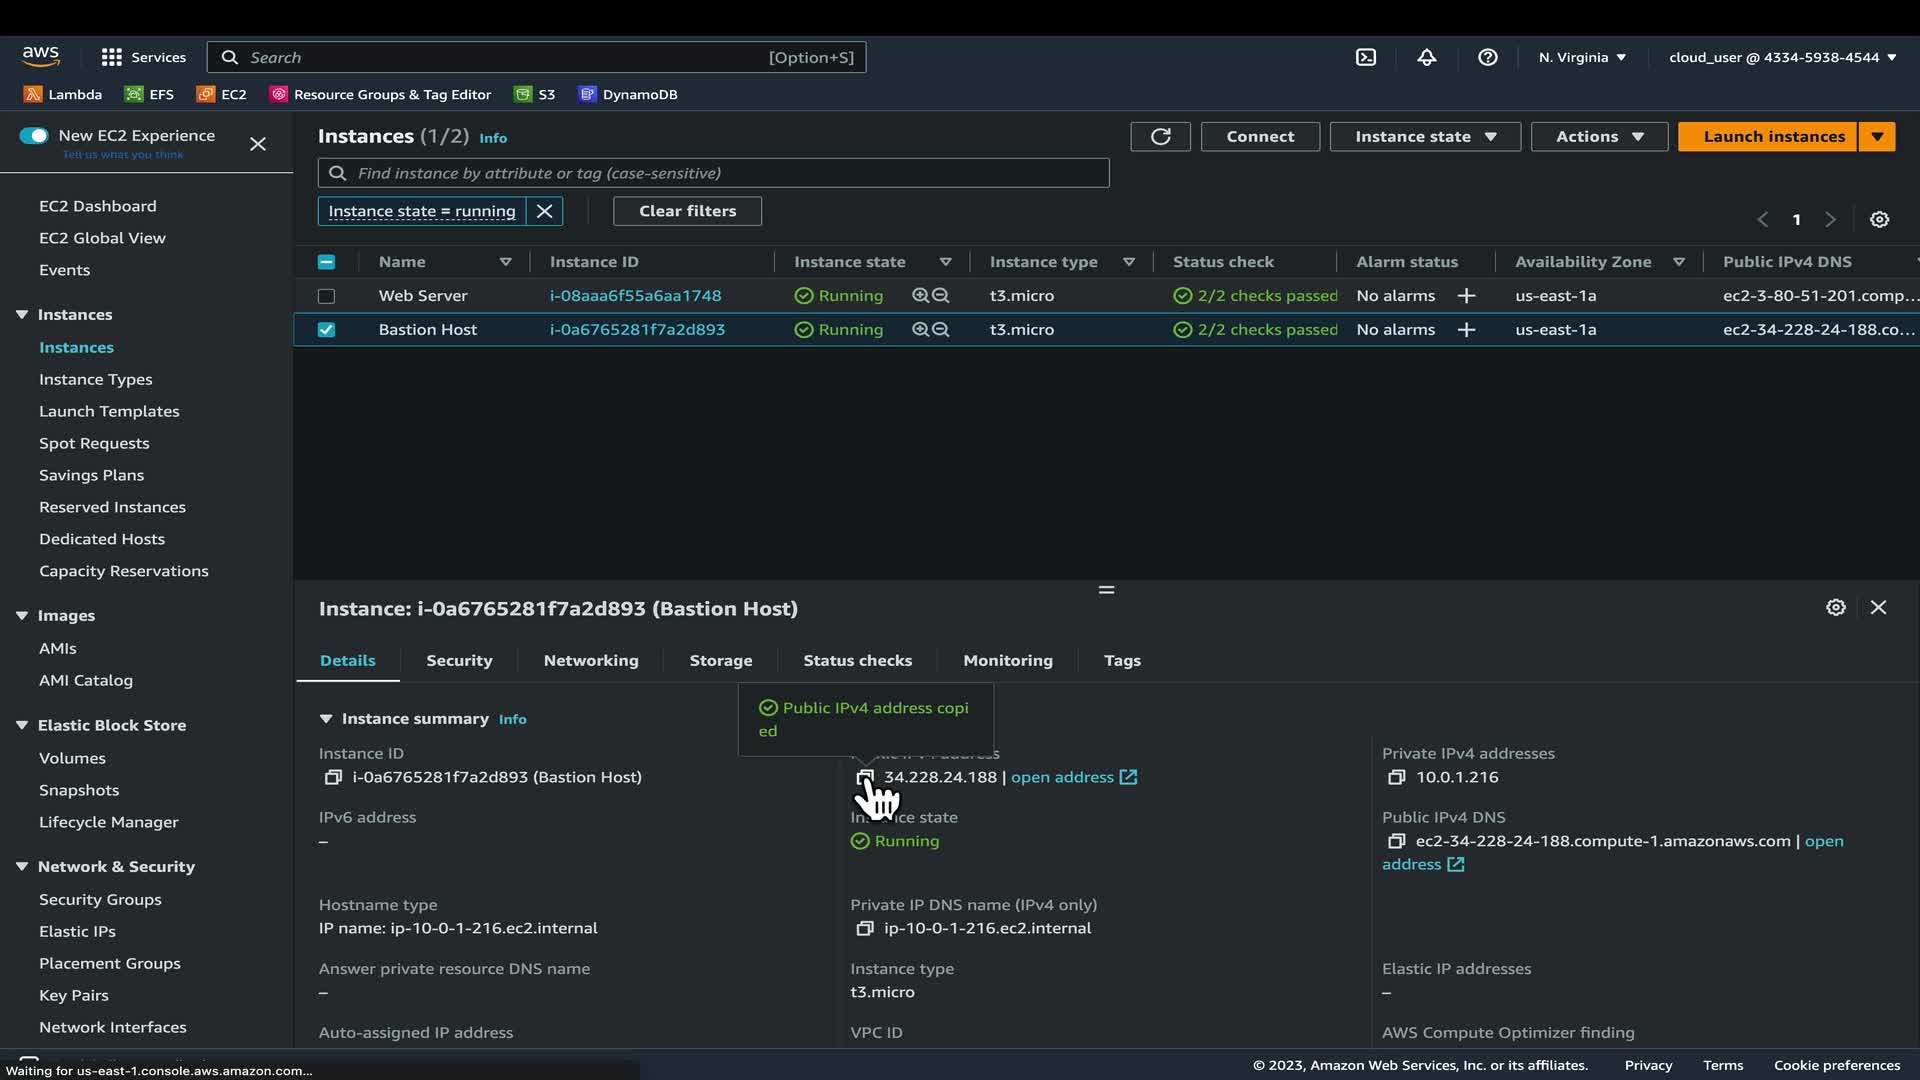 aws
Services
Search
[Option+S]
N. Virginia
cloud_user @ 4334-5938-4544
Lambda
EFS
EC2
Resource Groups & Tag Editor
S3
DynamoDB
New EC2 Experience
Tell us what you think
EC2 Dashboard
EC2 Global View
Events
Instances
Instances
Instance Types
Launch Templates
Spot Requests
Savings Plans
Reserved Instances
Dedicated Hosts
Capacity Reservations
Images
AMIs
AMI Catalog
Elastic Block Store
Volumes
Snapshots
Lifecycle Manager
Network & Security
Security Groups
Elastic IPs
Placement Groups
Key Pairs
Network Interfaces
Waiting for us-east-1.console.aws.amazon.com...
Instances (1/2) Info
Connect
Instance state
Actions
Launch instances
Find instance by attribute or tag (case-sensitive)
Instance state = running
Clear filters
1
Name Instance ID Instance state Instance type Status check Alarm status Availability Zone Public IPv4 DNS
Web Server i-08aaa6f55a6aa1748 Running t3.micro 2/2 checks passed No alarms us-east-1a ec2-3-80-51-201.comp...
Bastion Host i-0a6765281f7a2d893 Running t3.micro 2/2 checks passed No alarms us-east-1a ec2-34-228-24-188.co...
Instance: i-0a6765281f7a2d893 (Bastion Host)
Details Security Networking Storage Status checks Monitoring Tags
Public IPv4 address copi
ed
Instance summary Info
Instance ID
i-0a6765281f7a2d893 (Bastion Host)
34.228.24.188 | open address
Private IPv4 addresses
10.0.1.216
IPv6 address
–
Instance state
Running
Public IPv4 DNS
ec2-34-228-24-188.compute-1.amazonaws.com | open
address
Hostname type
IP name: ip-10-0-1-216.ec2.internal
Private IP DNS name (IPv4 only)
ip-10-0-1-216.ec2.internal
Answer private resource DNS name
–
Instance type
t3.micro
Elastic IP addresses
–
Auto-assigned IP address
VPC ID
AWS Compute Optimizer finding
© 2023, Amazon Web Services, Inc. or its affiliates.
Privacy
Terms
Cookie preferences